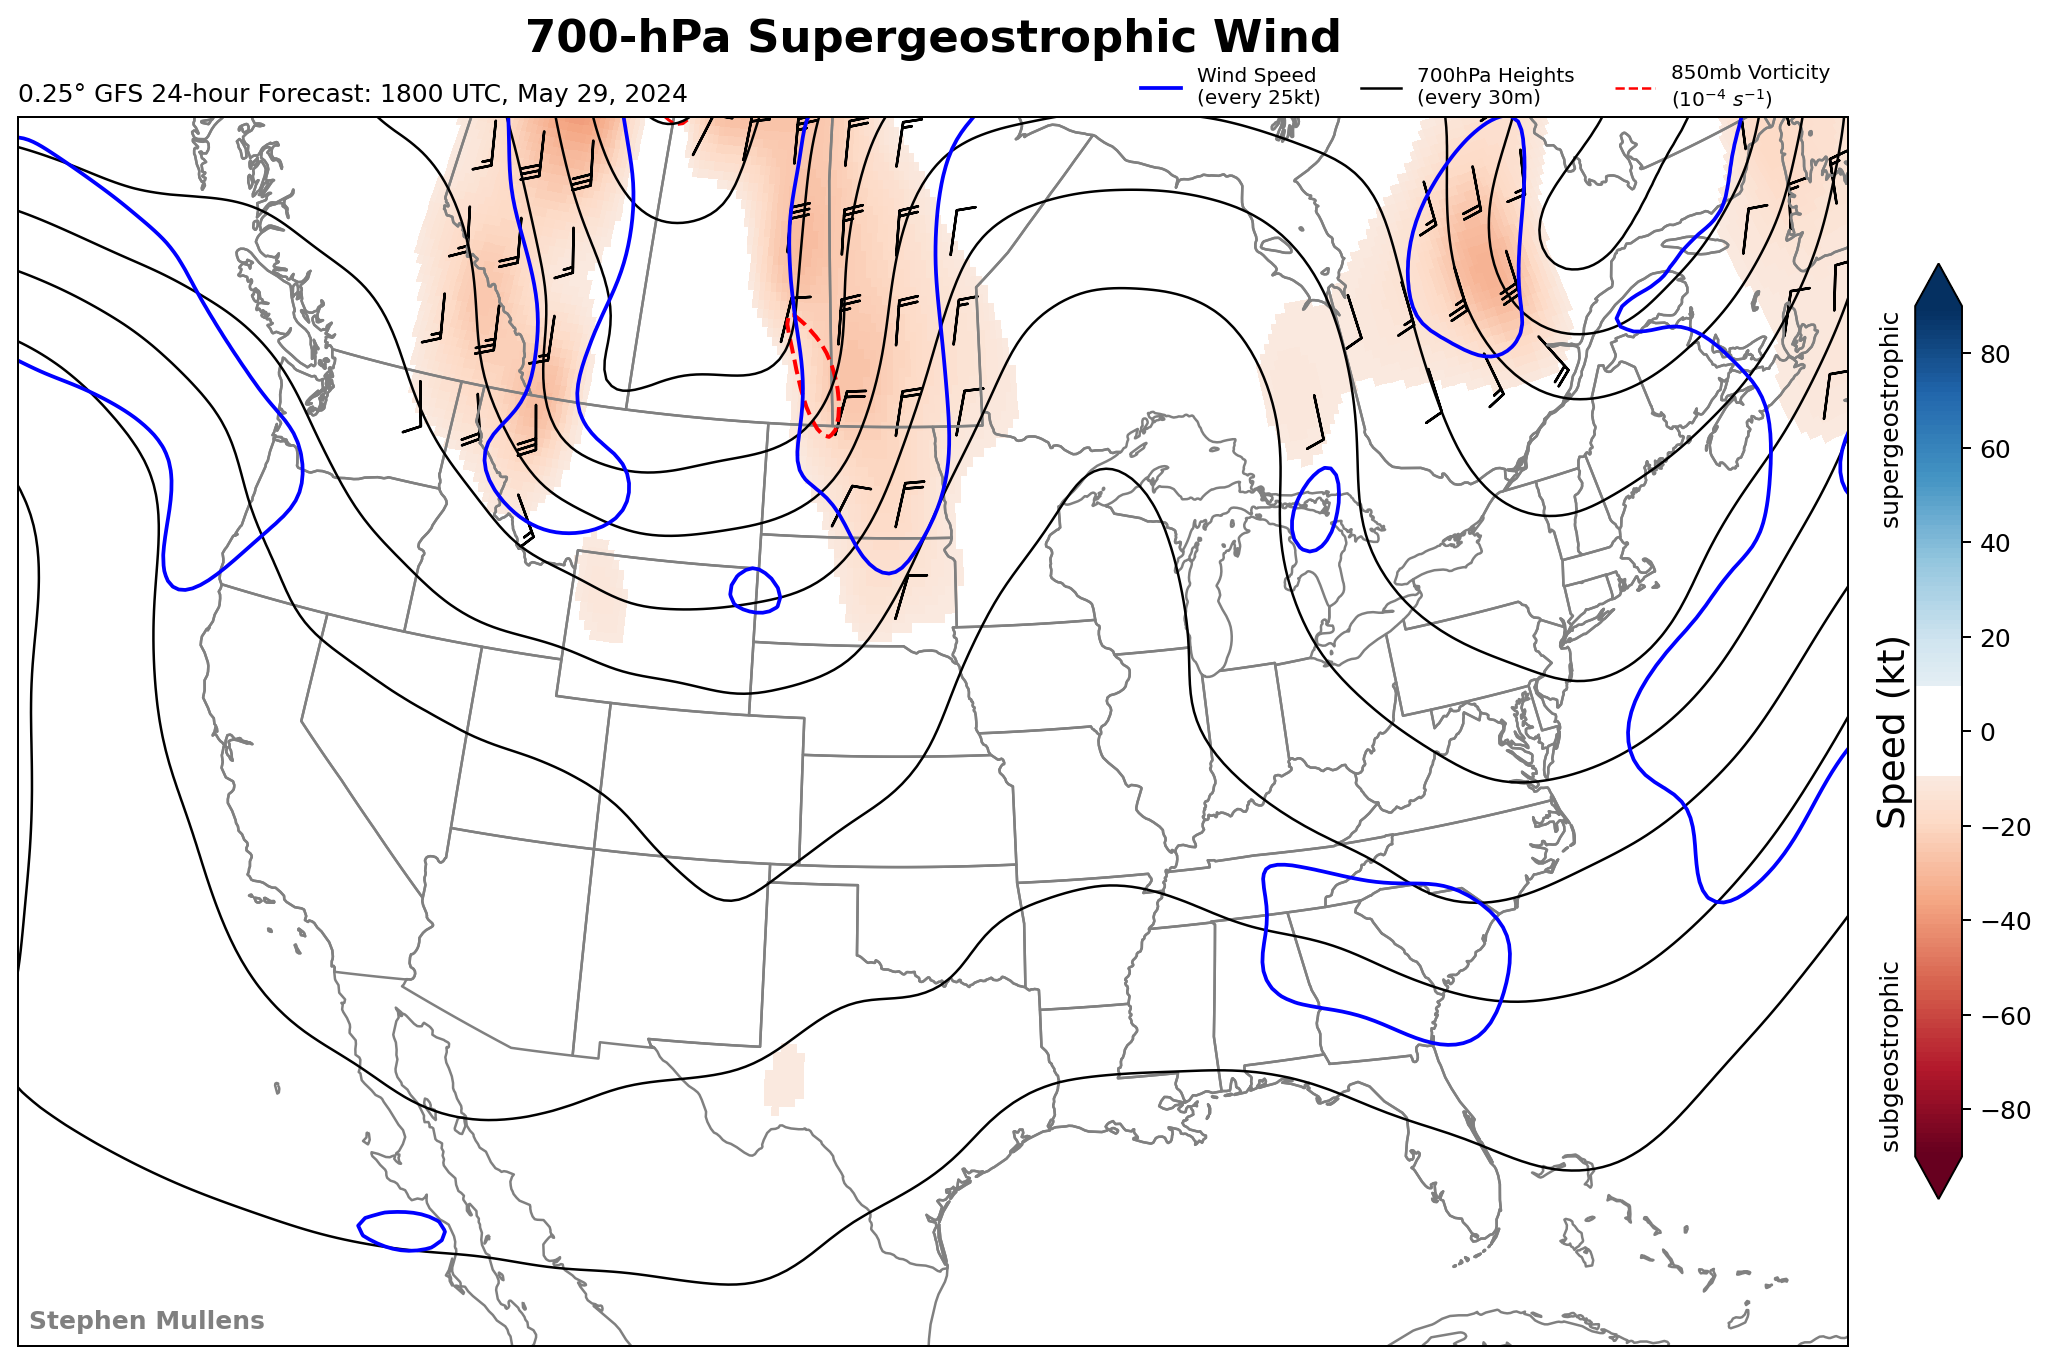 700-hPa Supergeostrophic Wind
0.25° GFS 24-hour Forecast: 1800 UTC, May 29, 2024
Wind Speed
(every 25kt)
700hPa Heights
(every 30m)
850mb Vorticity
(10⁻⁴ s⁻¹)
supergeostrophic
Speed (kt)
subgeostrophic
80
60
40
20
0
−20
−40
−60
−80
Stephen Mullens